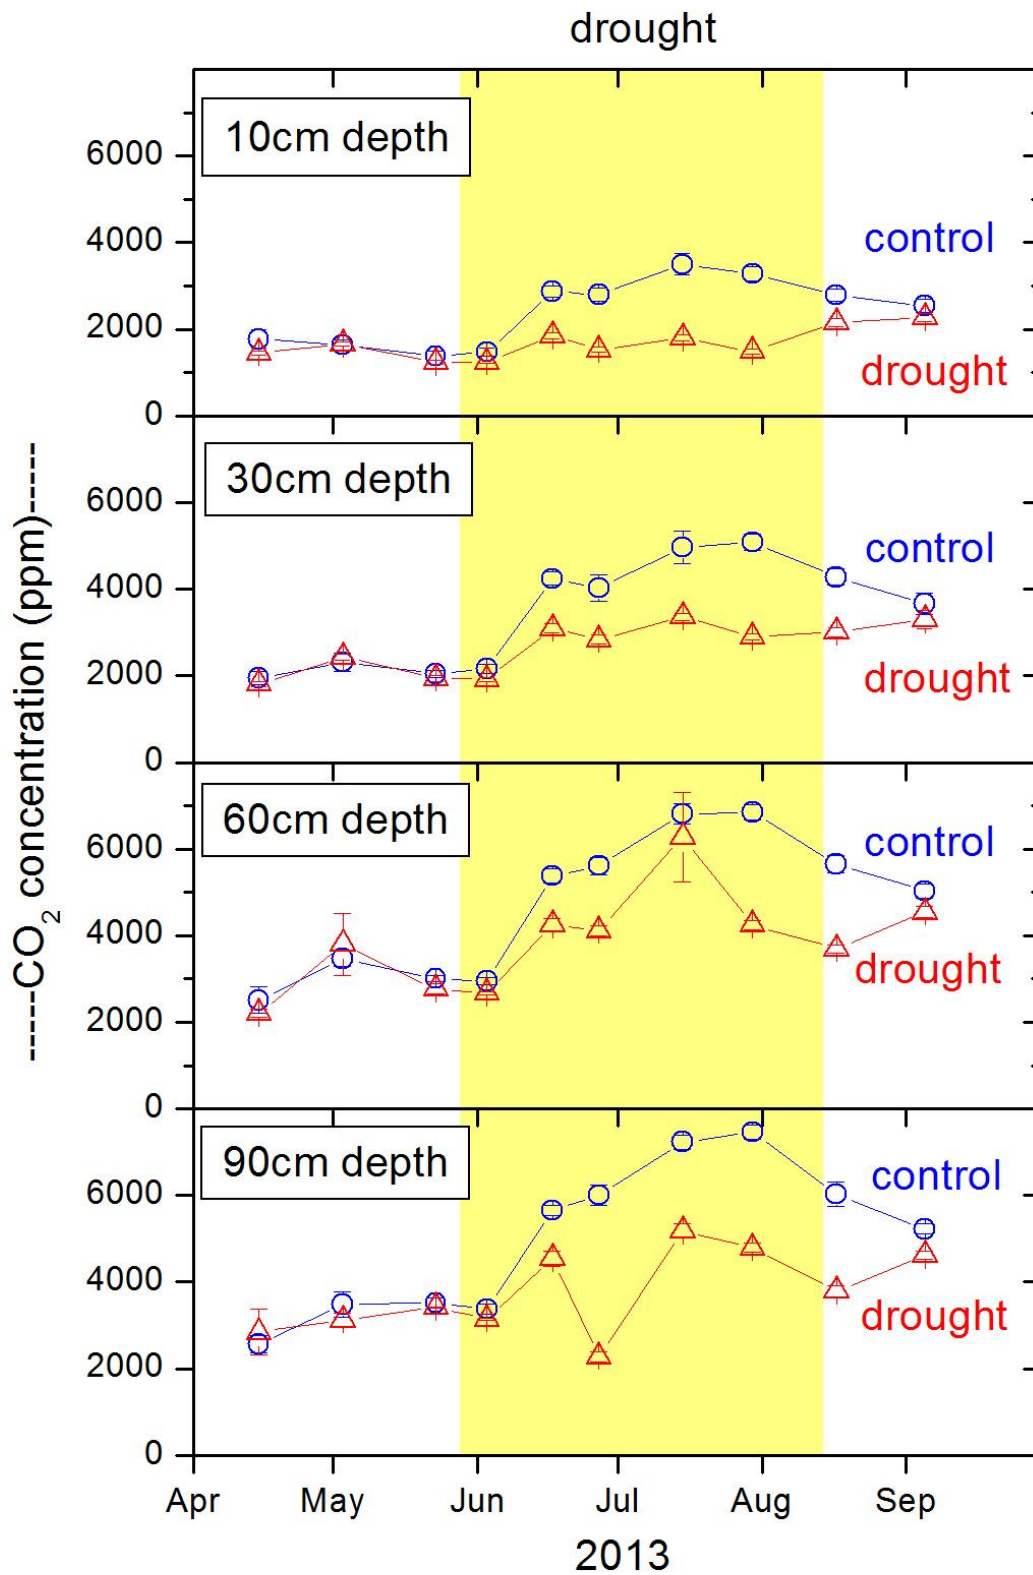 drought
10cm depth
6000
4000
2000
0
control
drought
30cm depth
6000
4000
2000
0
control
drought
-----CO₂ concentration (ppm)-----
60cm depth
6000
4000
2000
0
control
drought
90cm depth
6000
4000
2000
0
control
drought
Apr May Jun Jul Aug Sep
2013